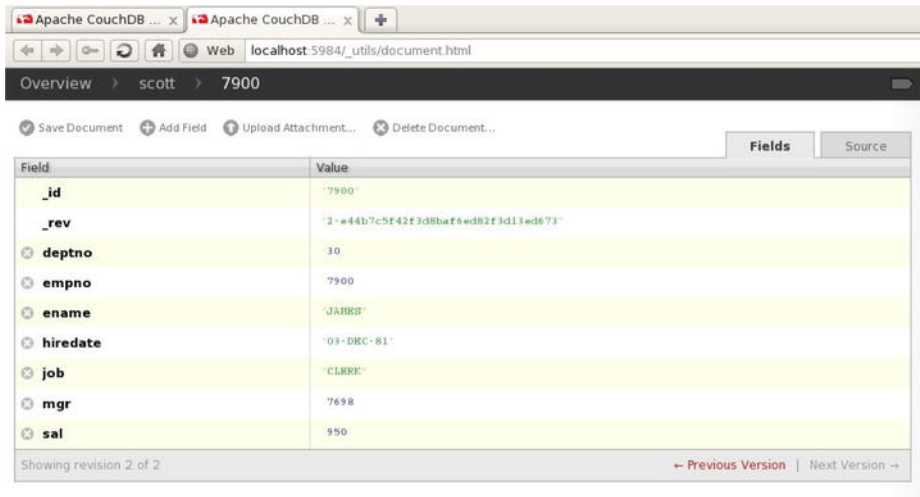 Apache CouchDB ... x Apache CouchDB ... x
Web localhost:5984/_utils/document.html
Overview > scott > 7900
Save Document Add Field Upload Attachment... Delete Document...
Fields Source
Field Value
_id "7900"
_rev "2-e44b7c5f42f3d8baf6ed82f3d13ed673"
deptno 30
empno 7900
ename "JAMES"
hiredate "03-DEC-81"
job "CLERK"
mgr 7698
sal 950
Showing revision 2 of 2 ← Previous Version | Next Version →